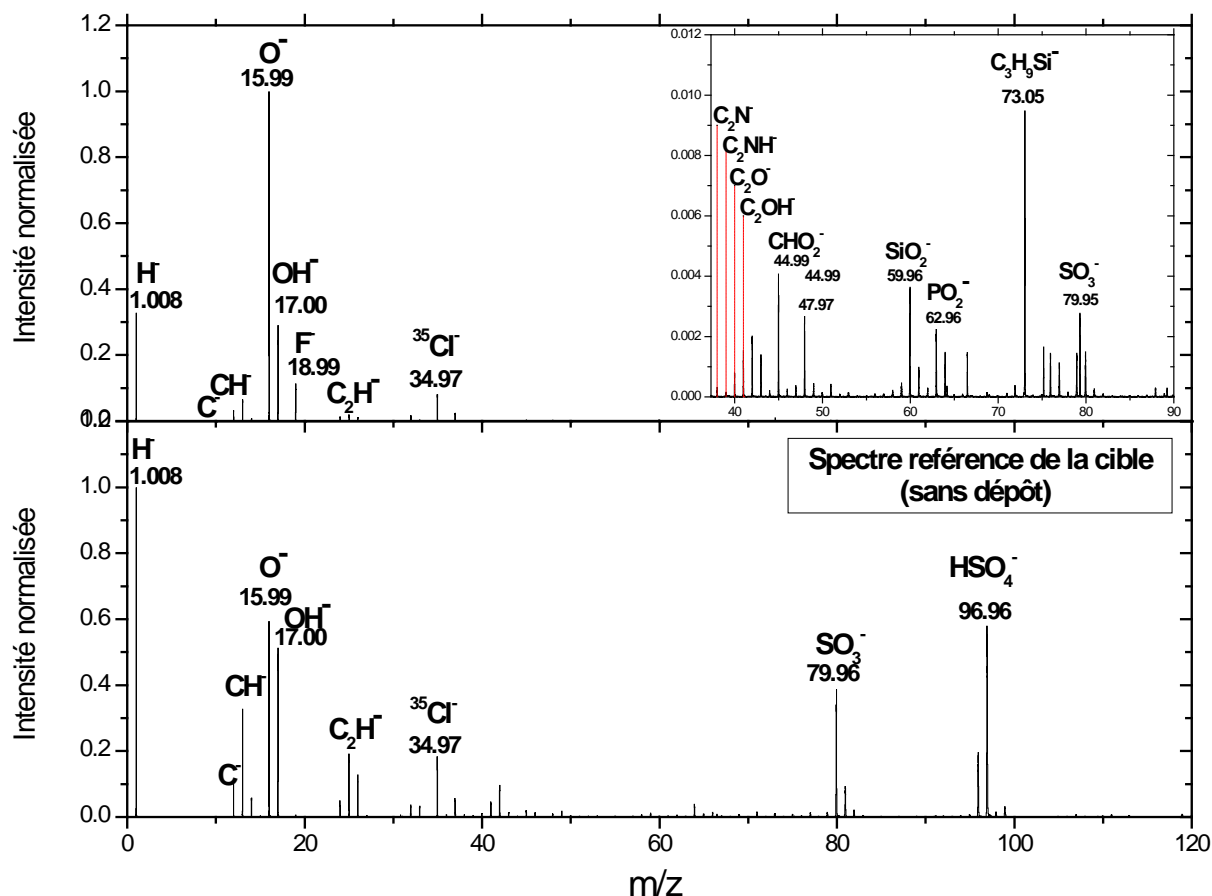 Intensité normalisée
1.2
1.0
0.8
0.6
0.4
0.2
H⁻
1.008
C⁻
CH⁻
O⁻
15.99
OH⁻
17.00
F⁻
18.99
C₂H⁻
³⁵Cl⁻
34.97
0.012
0.010
0.008
0.006
0.004
0.002
0.000
C₂N⁻
C₂NH⁻
C₂O⁻
C₂OH⁻
CHO₂⁻
44.99
44.99
47.97
SiO₂⁻
59.96
PO₂⁻
62.96
C₃H₉Si⁻
73.05
SO₃⁻
79.95
40 50 60 70 80 90
Intensité normalisée
1.0
0.8
0.6
0.4
0.2
0.0
H⁻
1.008
C⁻
CH⁻
O⁻
15.99
OH⁻
17.00
C₂H⁻
³⁵Cl⁻
34.97
Spectre reférence de la cible
(sans dépôt)
SO₃⁻
79.96
HSO₄⁻
96.96
0 20 40 60 80 100 120
m/z